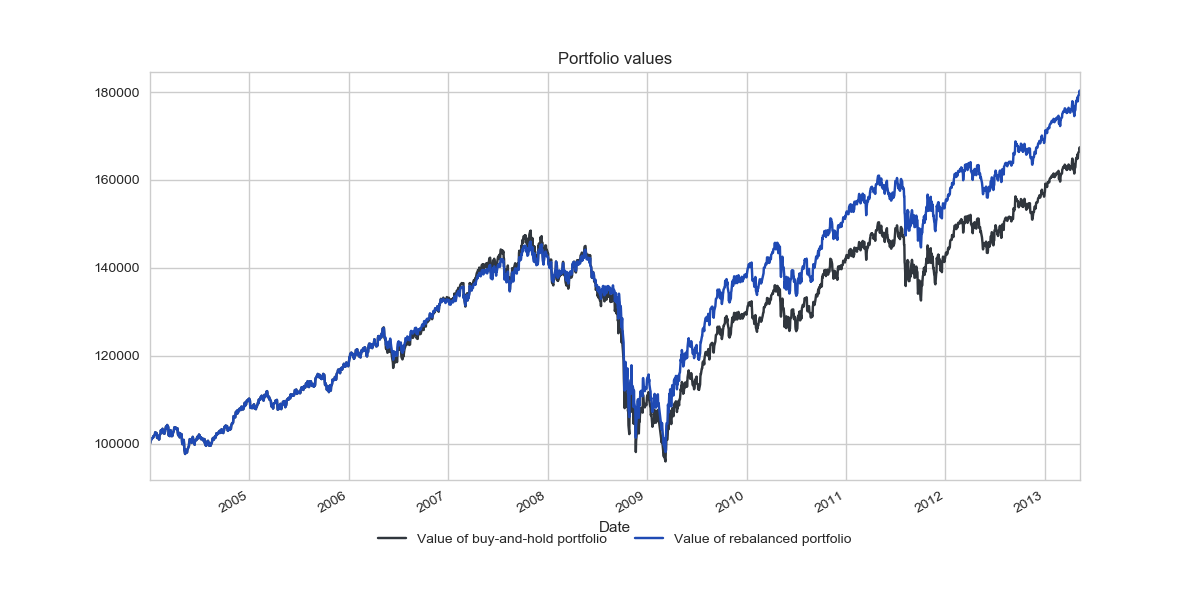 Portfolio values
180000
160000
140000
120000
100000
2005 2006 2007 2008 2009 2010 2011 2012 2013
Date
Value of buy-and-hold portfolio Value of rebalanced portfolio